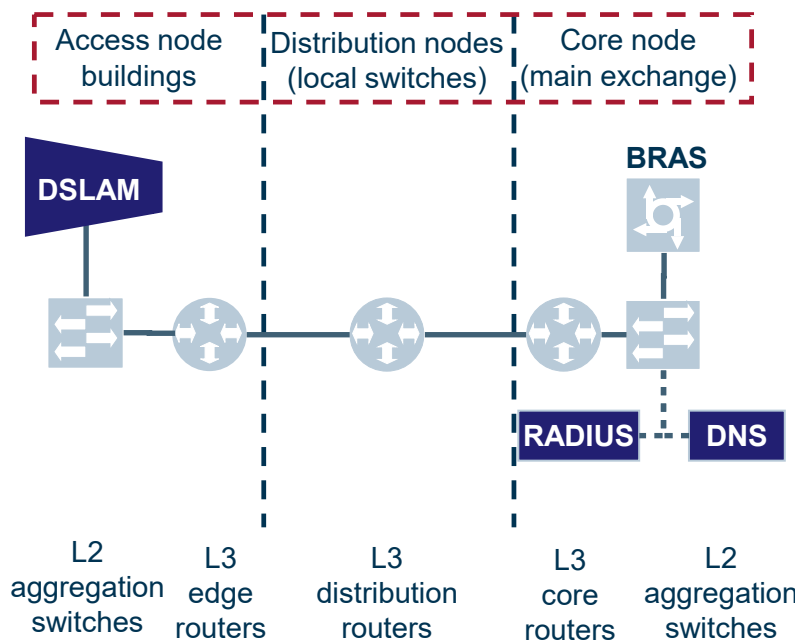 Access node
buildings
Distribution nodes
(local switches)
Core node
(main exchange)
BRAS
DSLAM
RADIUS
DNS
L2
aggregation
switches
L3
edge
routers
L3
distribution
routers
L3
core
routers
L2
aggregation
switches